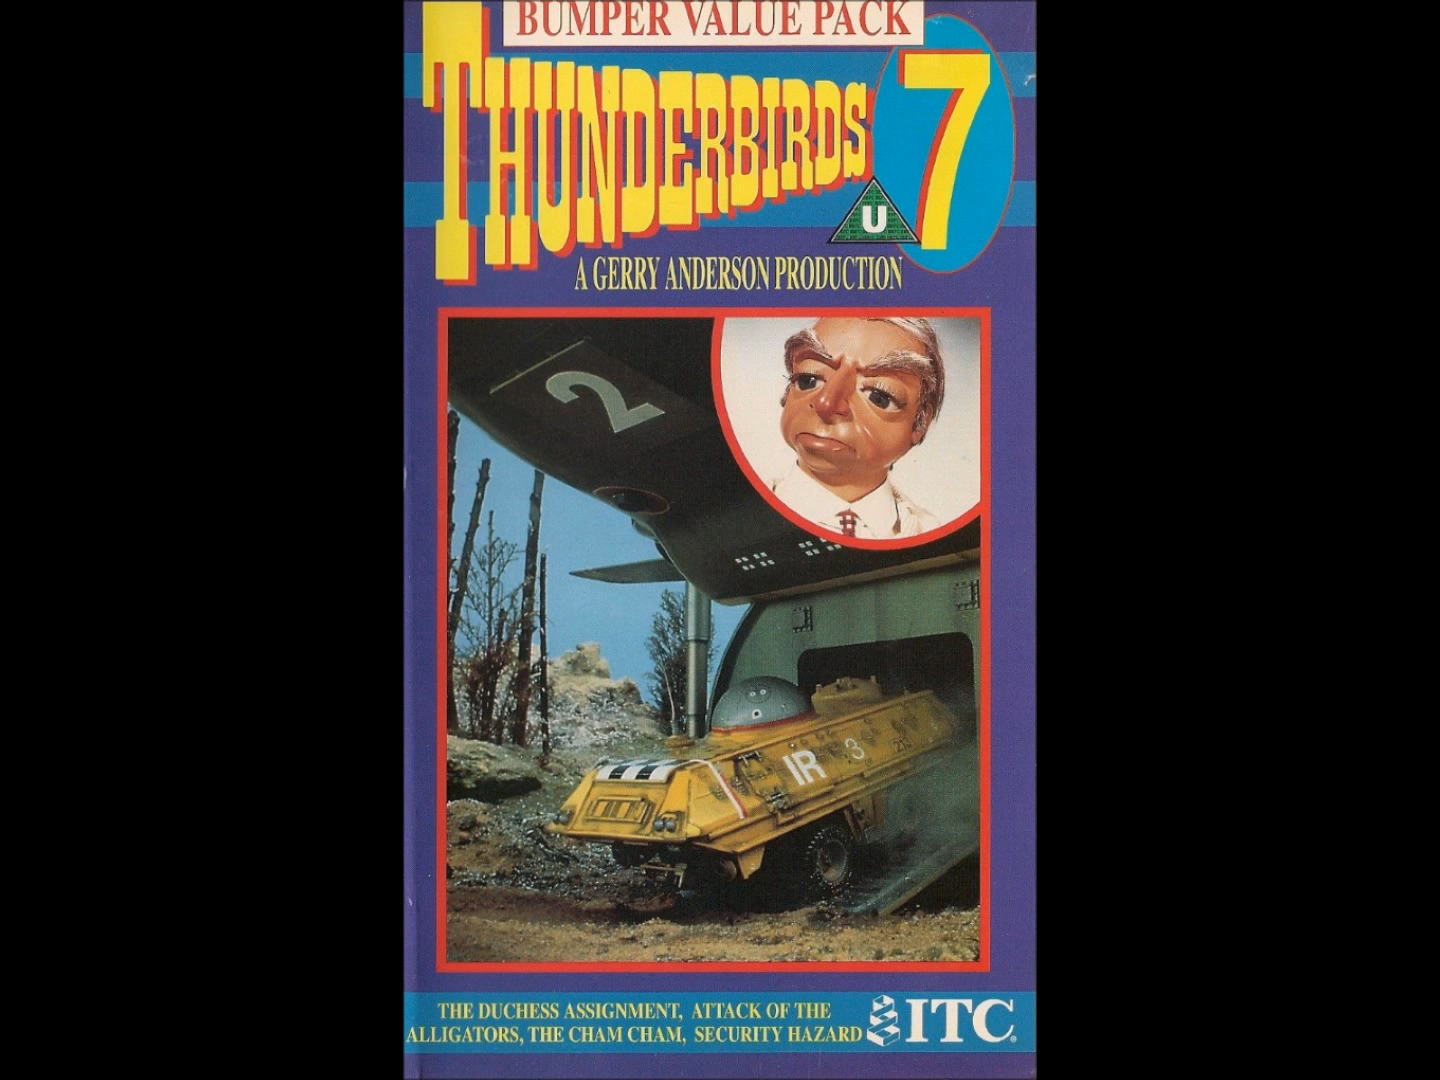 BUMPER VALUE PACK
THUNDERBIRDS
7
U
A GERRY ANDERSON PRODUCTION
2
IR 3
THE DUCHESS ASSIGNMENT, ATTACK OF THE
ALLIGATORS, THE CHAM CHAM, SECURITY HAZARD
ITC